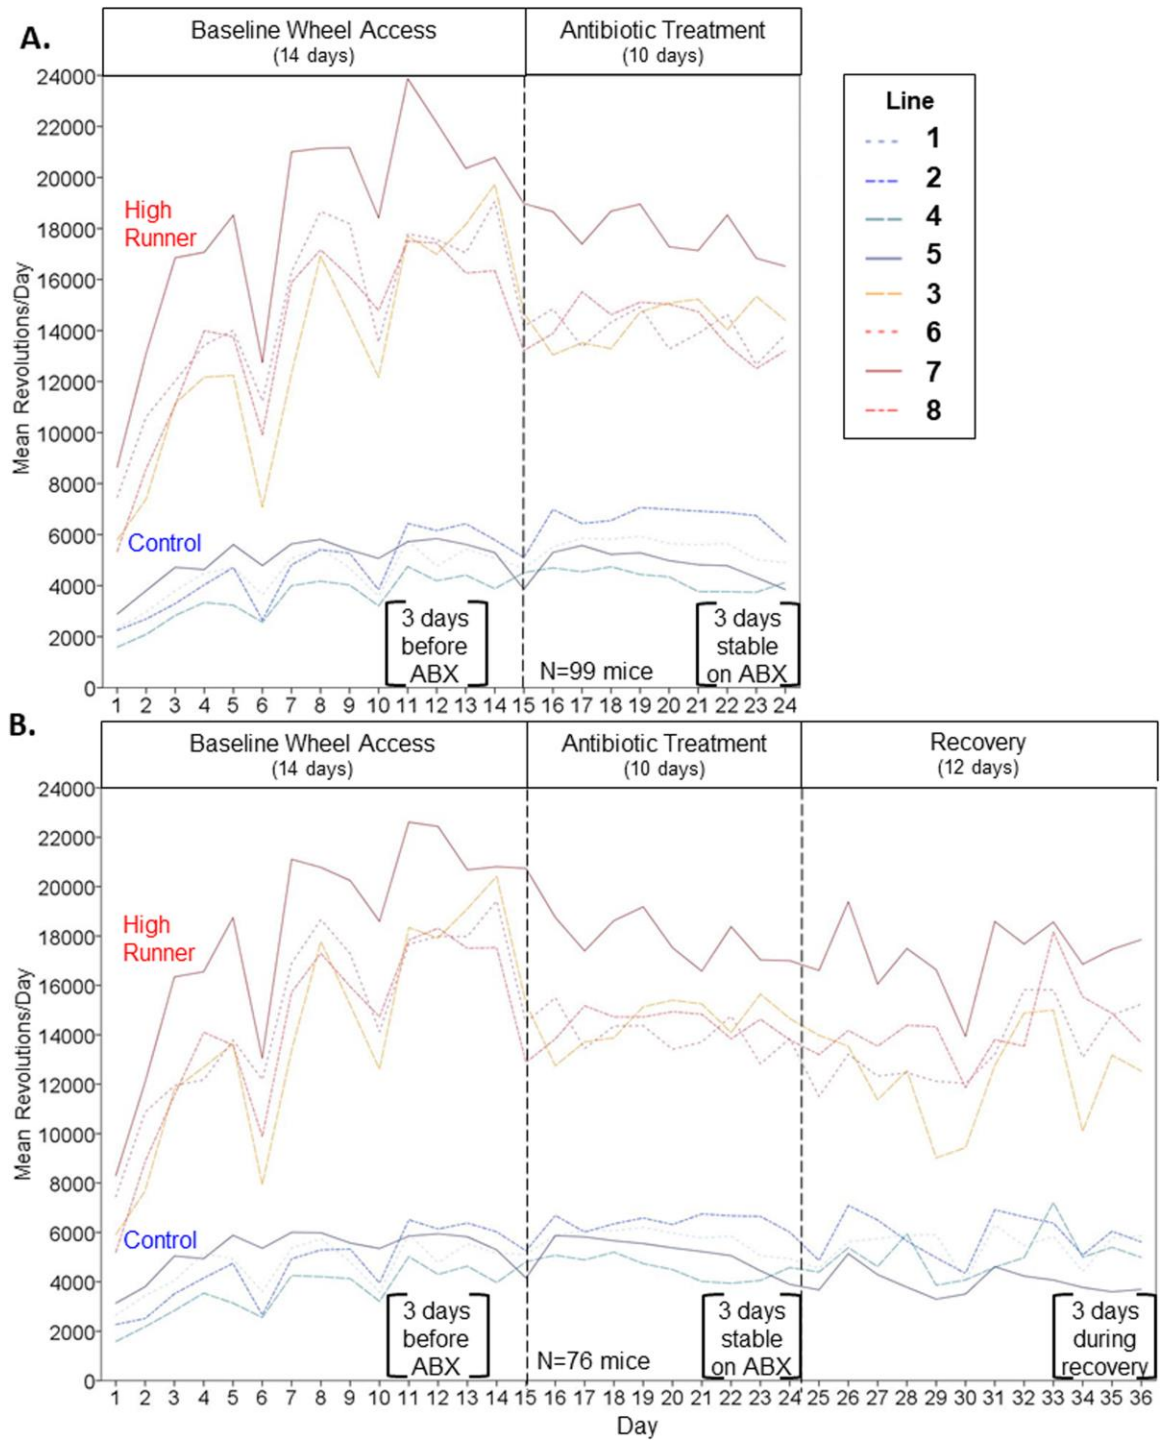 A.
Baseline Wheel Access
(14 days)
Antibiotic Treatment
(10 days)
Mean Revolutions/Day
24000
22000
20000
18000
16000
14000
12000
10000
8000
6000
4000
2000
0
High
Runner
Control
3 days
before
ABX
N=99 mice
3 days
stable
on ABX
1 2 3 4 5 6 7 8 9 10 11 12 13 14 15 16 17 18 19 20 21 22 23 24
Line
1
2
4
5
3
6
7
8
B.
Baseline Wheel Access
(14 days)
Antibiotic Treatment
(10 days)
Recovery
(12 days)
Mean Revolutions/Day
24000
22000
20000
18000
16000
14000
12000
10000
8000
6000
4000
2000
0
High
Runner
Control
3 days
before
ABX
N=76 mice
3 days
stable
on ABX
3 days
during
recovery
1 2 3 4 5 6 7 8 9 10 11 12 13 14 15 16 17 18 19 20 21 22 23 24 25 26 27 28 29 30 31 32 33 34 35 36
Day